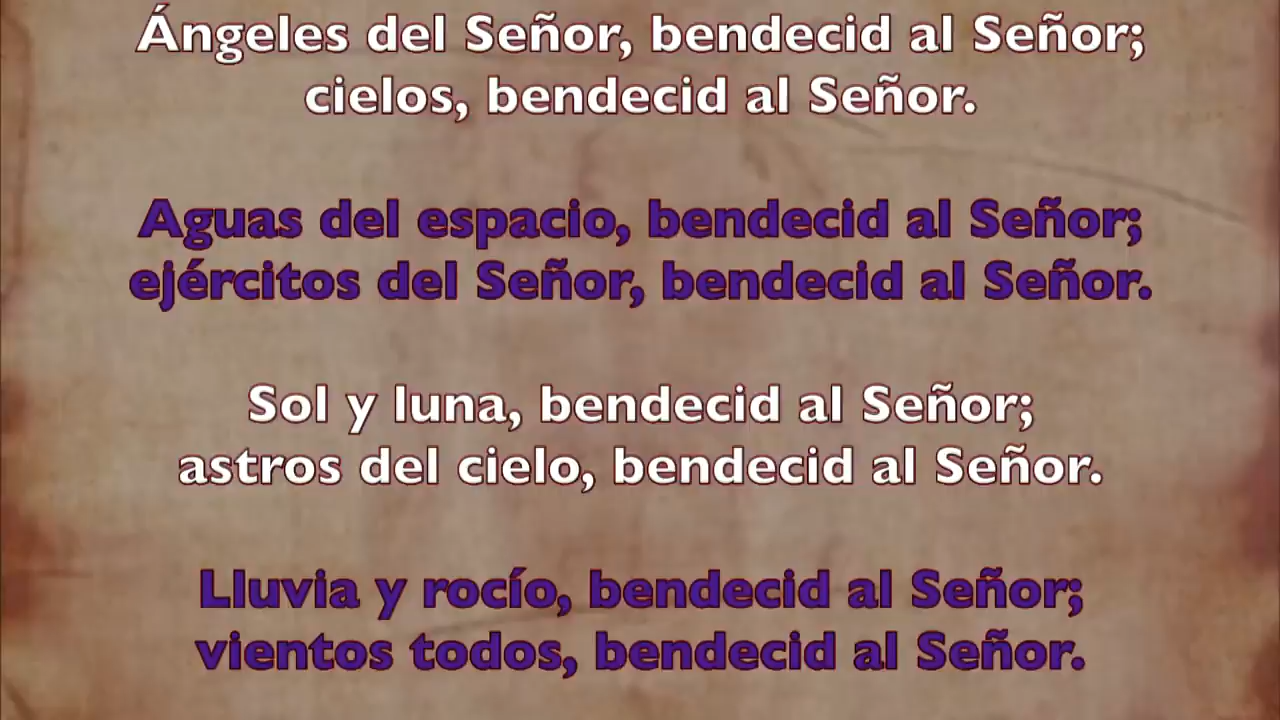 Ángeles del Señor, bendecid al Señor;
cielos, bendecid al Señor.
Aguas del espacio, bendecid al Señor;
ejércitos del Señor, bendecid al Señor.
Sol y luna, bendecid al Señor;
astros del cielo, bendecid al Señor.
Lluvia y rocío, bendecid al Señor;
vientos todos, bendecid al Señor.